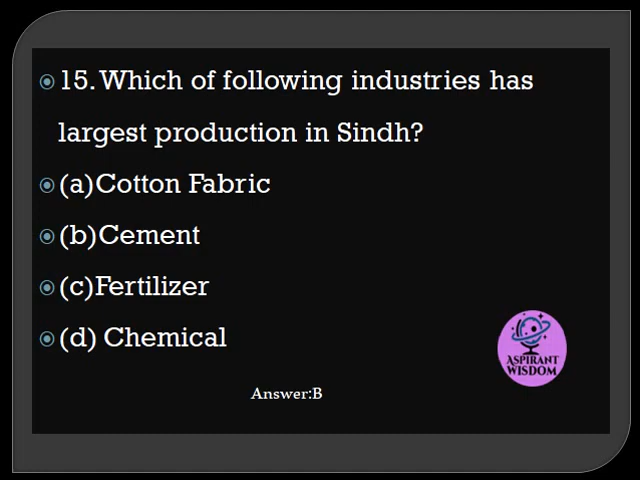 15. Which of following industries has
largest production in Sindh?
(a)Cotton Fabric
(b)Cement
(c)Fertilizer
(d) Chemical
ASPIRANT
WISDOM
Answer:B